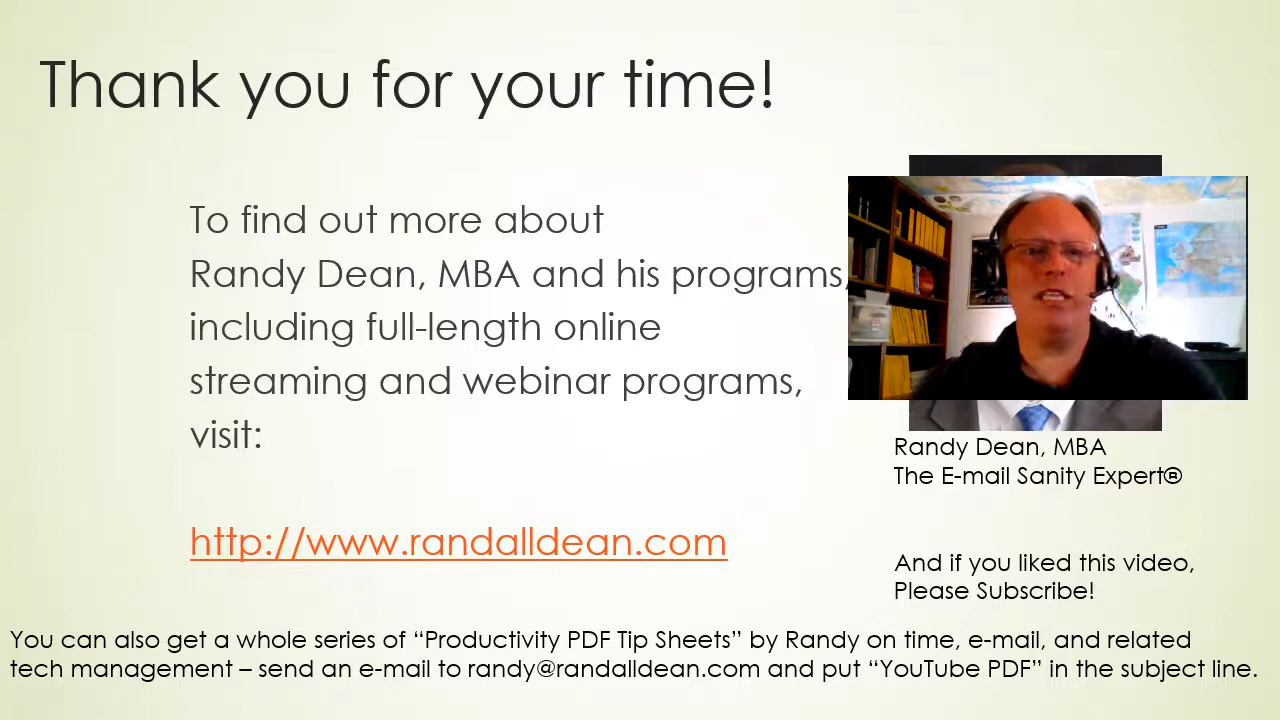 Thank you for your time!
To find out more about
Randy Dean, MBA and his programs,
including full-length online
streaming and webinar programs,
visit:
http://www.randalldean.com
Randy Dean, MBA
The E-mail Sanity Expert®
And if you liked this video,
Please Subscribe!
You can also get a whole series of “Productivity PDF Tip Sheets” by Randy on time, e-mail, and related
tech management – send an e-mail to randy@randalldean.com and put “YouTube PDF” in the subject line.